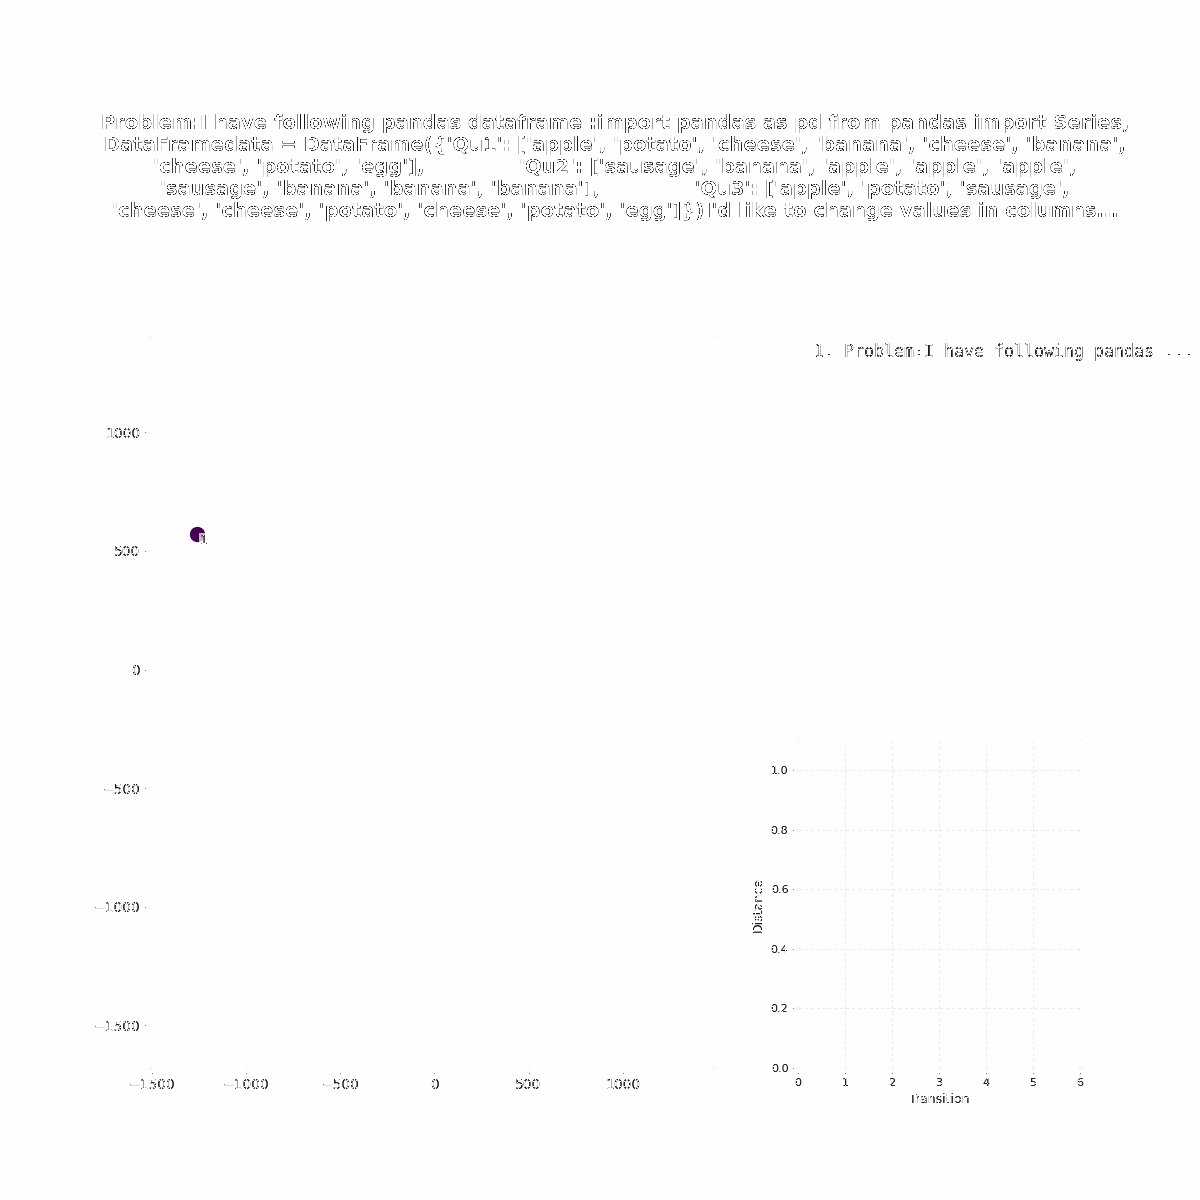 Problem:I have following pandas dataframe :import pandas as pd from pandas import Series,
DataFramedata = DataFrame({'Qu1': ['apple', 'potato', 'cheese', 'banana', 'cheese', 'banana',
'cheese', 'potato', 'egg'],              'Qu2': ['sausage', 'banana', 'apple', 'apple', 'apple',
'sausage', 'banana', 'banana', 'banana'],              'Qu3': ['apple', 'potato', 'sausage',
'cheese', 'cheese', 'potato', 'cheese', 'potato', 'egg']})I'd like to change values in columns...
1. Problem:I have following pandas ...
1000
500
0
−500
−1000
−1500
−1500 −1000 −500 0 500 1000
1
1.0
0.8
0.6
0.4
0.2
0.0
Distance
0 1 2 3 4 5 6
Transition